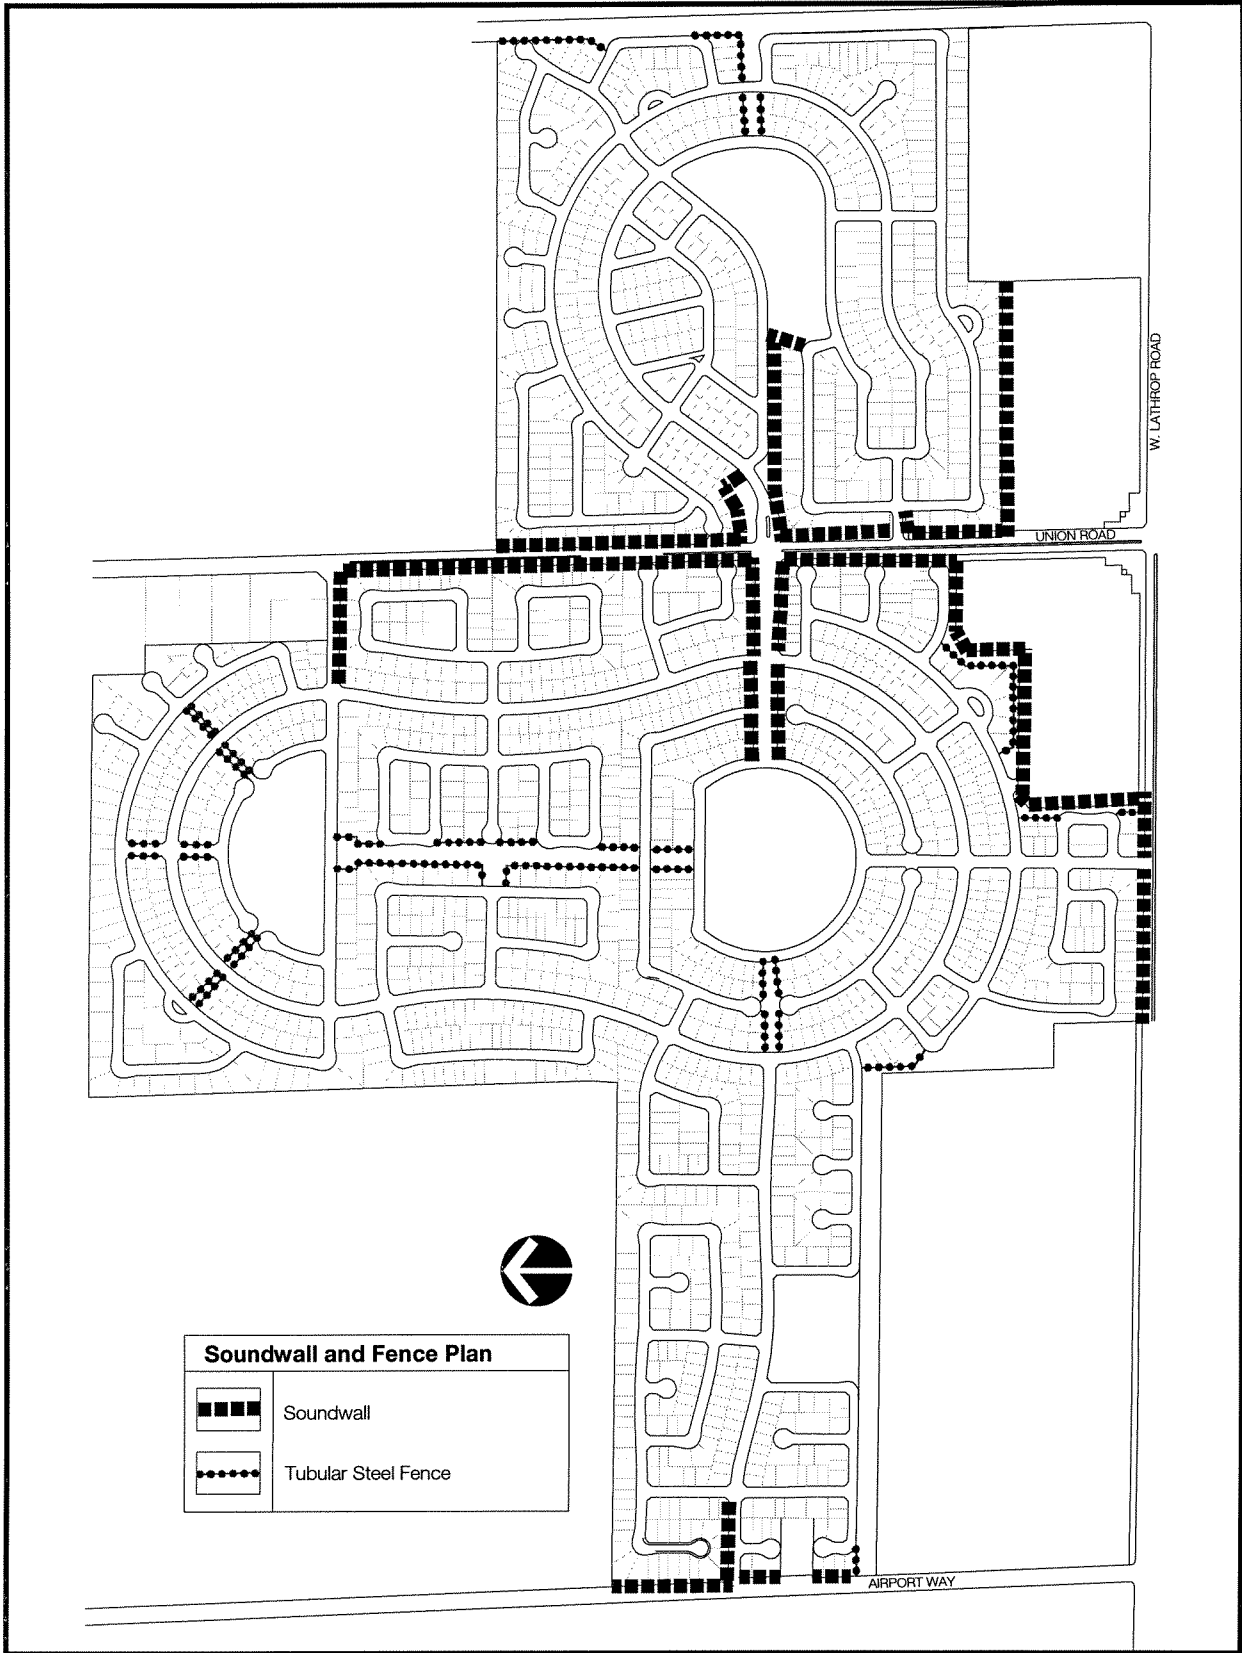 W. LATHROP ROAD
UNION ROAD
Soundwall and Fence Plan
Soundwall
Tubular Steel Fence
AIRPORT WAY